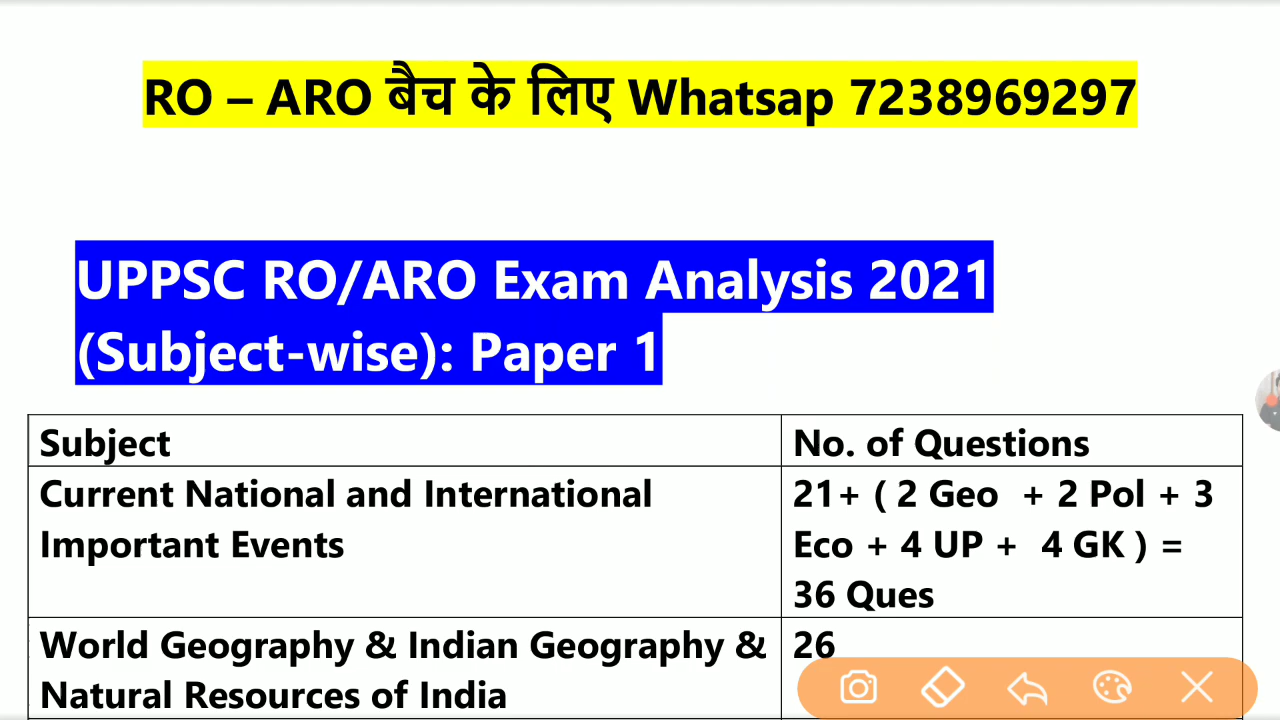 RO – ARO बैच के लिए Whatsap 7238969297
UPPSC RO/ARO Exam Analysis 2021
(Subject-wise): Paper 1
Subject
No. of Questions
Current National and International
Important Events
21+ ( 2 Geo + 2 Pol + 3
Eco + 4 UP + 4 GK ) =
36 Ques
World Geography & Indian Geography &
Natural Resources of India
26